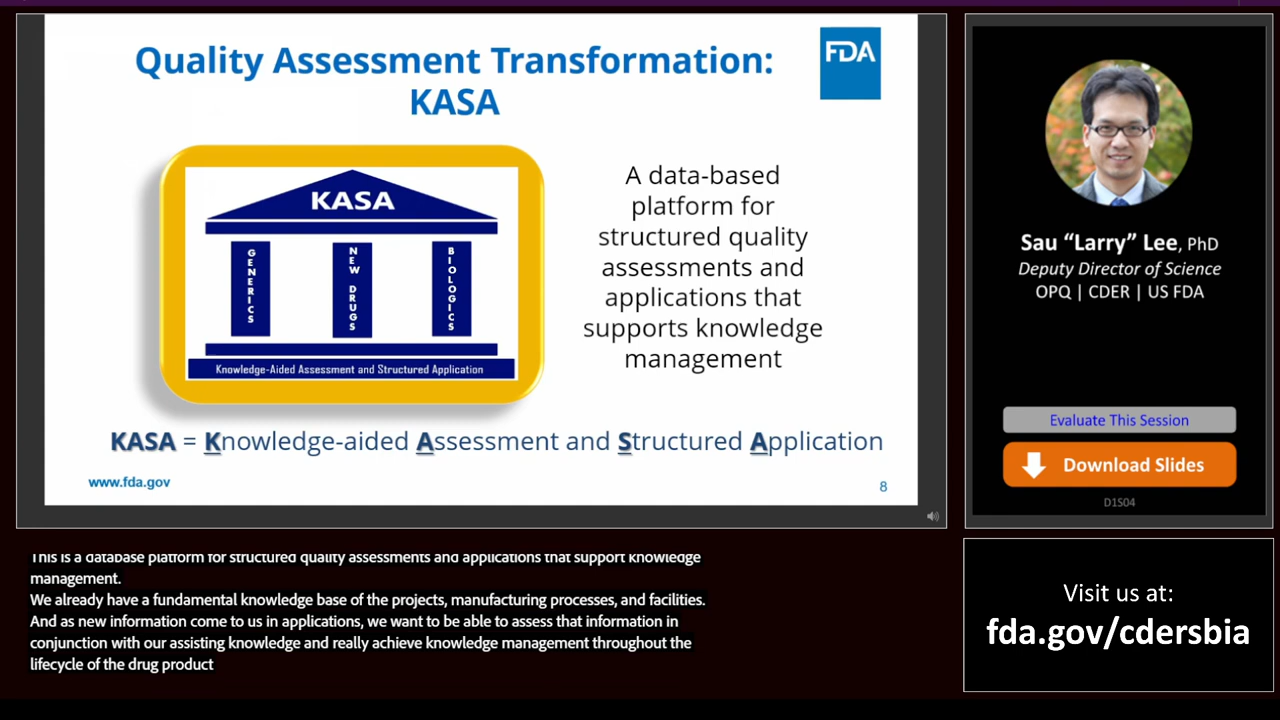 Quality Assessment Transformation:
KASA
FDA
KASA
GENERICS
NEW DRUGS
BIOLOGICS
Knowledge-Aided Assessment and Structured Application
A data-based
platform for
structured quality
assessments and
applications that
supports knowledge
management
KASA = Knowledge-aided Assessment and Structured Application
www.fda.gov
8
Sau “Larry” Lee, PhD
Deputy Director of Science
OPQ | CDER | US FDA
Evaluate This Session
Download Slides
D1S04
This is a database platform for structured quality assessments and applications that support knowledge
management.
We already have a fundamental knowledge base of the projects, manufacturing processes, and facilities.
And as new information come to us in applications, we want to be able to assess that information in
conjunction with our assisting knowledge and really achieve knowledge management throughout the
lifecycle of the drug product
Visit us at:
fda.gov/cdersbia